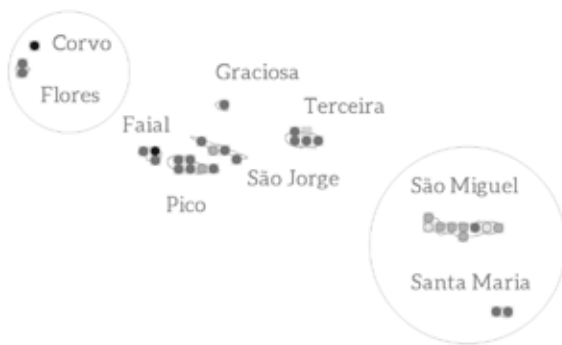 Corvo
Flores
Graciosa
Terceira
Faial
São Jorge
Pico
São Miguel
Santa Maria